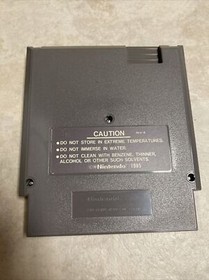 CAUTION
• DO NOT STORE IN EXTREME TEMPERATURES.
• DO NOT IMMERSE IN WATER.
• DO NOT CLEAN WITH BENZENE, THINNER,
ALCOHOL OR OTHER SUCH SOLVENTS.
© Nintendo 1985
Nintendo